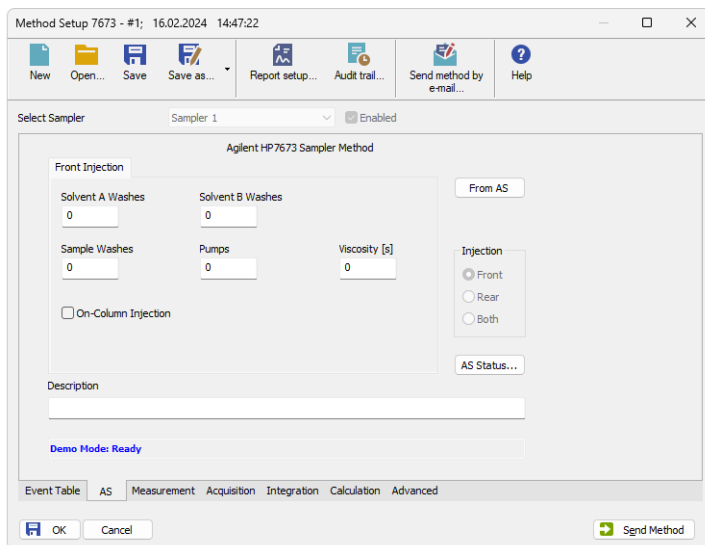 Method Setup 7673 - #1; 16.02.2024 14:47:22
New Open... Save Save as... Report setup... Audit trail... Send method by e-mail... Help
Select Sampler Sampler 1 Enabled
Agilent HP7673 Sampler Method
Front Injection
From AS
Solvent A Washes Solvent B Washes
0 0
Sample Washes Pumps Viscosity [s]
0 0 0
Injection
Front
Rear
Both
On-Column Injection
AS Status...
Description
Demo Mode: Ready
Event Table AS Measurement Acquisition Integration Calculation Advanced
OK Cancel Send Method